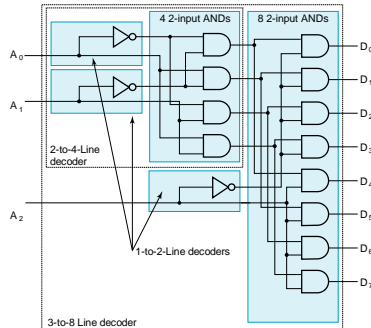 4 2-input ANDs
8 2-input ANDs
A0
A1
2-to-4-Line
decoder
A2
1-to-2-Line decoders
3-to-8 Line decoder
D0
D1
D2
D3
D4
D5
D6
D7